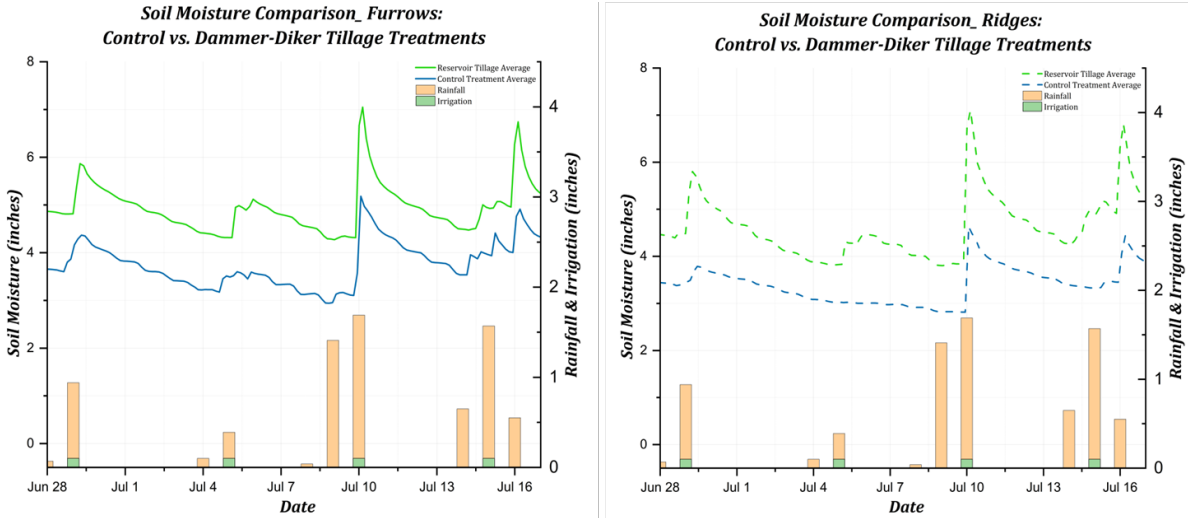 Soil Moisture Comparison_ Furrows:
Control vs. Dammer-Diker Tillage Treatments
Reservoir Tillage Average
Control Treatment Average
Rainfall
Irrigation
8
6
4
2
0
Soil Moisture (inches)
4
3
2
1
0
Rainfall & Irrigation (inches)
Jun 28 Jul 1 Jul 4 Jul 7 Jul 10 Jul 13 Jul 16
Date
Soil Moisture Comparison_ Ridges:
Control vs. Dammer-Diker Tillage Treatments
Reservoir Tillage Average
Control Treatment Average
Rainfall
Irrigation
8
6
4
2
0
Soil Moisture (inches)
4
3
2
1
0
Rainfall & Irrigation (inches)
Jun 28 Jul 1 Jul 4 Jul 7 Jul 10 Jul 13 Jul 16
Date